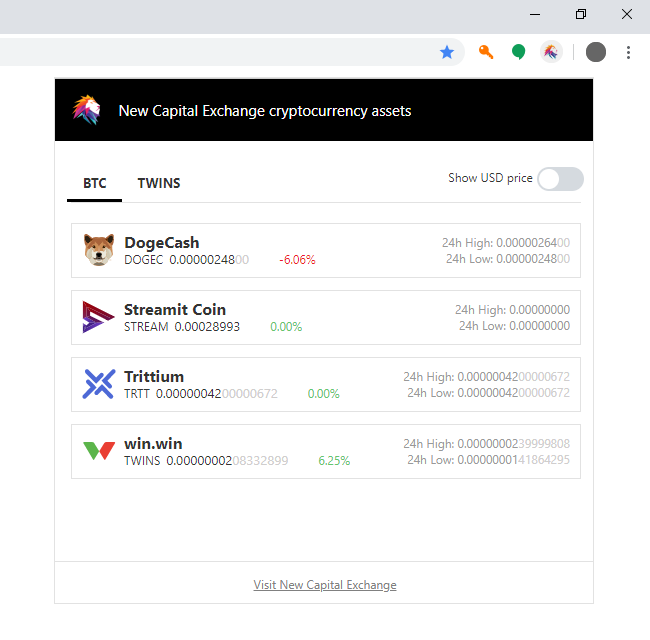 New Capital Exchange cryptocurrency assets
BTC TWINS Show USD price
DogeCash 24h High: 0.0000026400
DOGEC 0.0000024800 -6.06% 24h Low: 0.0000024800
Streamit Coin 24h High: 0.00000000
STREAM 0.00028993 0.00% 24h Low: 0.00000000
Trittium 24h High: 0.0000004200000672
TRTT 0.0000004200000672 0.00% 24h Low: 0.0000004200000672
win.win 24h High: 0.0000000239999808
TWINS 0.0000000208332899 6.25% 24h Low: 0.0000000141864295
Visit New Capital Exchange